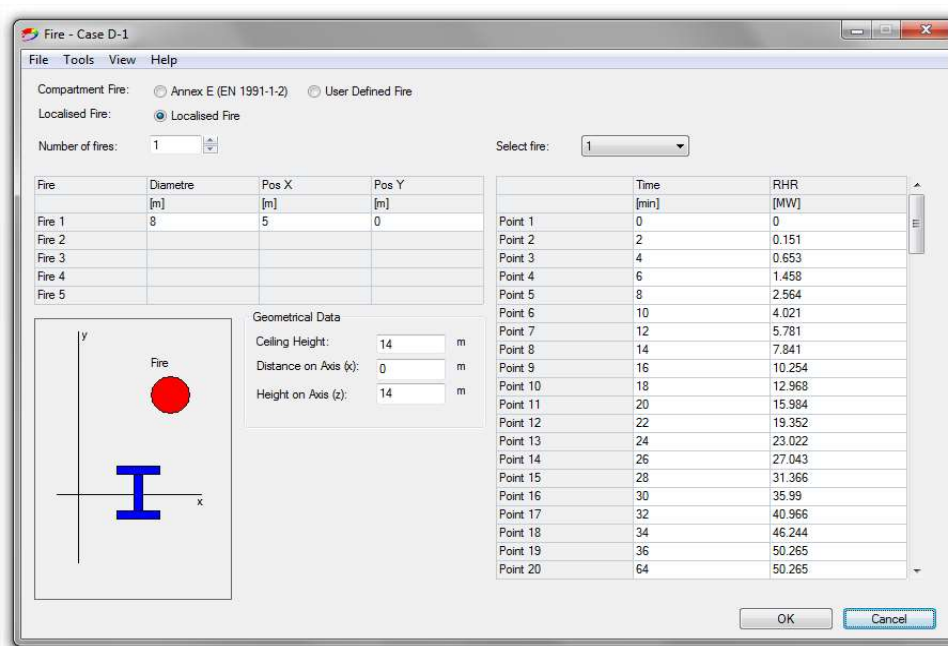 Fire - Case D-1
File Tools View Help
Compartment Fire: Annex E (EN 1991-1-2) User Defined Fire
Localised Fire: Localised Fire
Number of fires: 1
Select fire: 1
Fire Diametre Pos X Pos Y
[m] [m] [m]
Fire 1 8 5 0
Fire 2
Fire 3
Fire 4
Fire 5
y
Fire
x
Geometrical Data
Ceiling Height: 14 m
Distance on Axis (x): 0 m
Height on Axis (z): 14 m
Time RHR
[min] [MW]
Point 1 0 0
Point 2 2 0.151
Point 3 4 0.653
Point 4 6 1.458
Point 5 8 2.564
Point 6 10 4.021
Point 7 12 5.781
Point 8 14 7.841
Point 9 16 10.254
Point 10 18 12.968
Point 11 20 15.984
Point 12 22 19.352
Point 13 24 23.022
Point 14 26 27.043
Point 15 28 31.366
Point 16 30 35.99
Point 17 32 40.966
Point 18 34 46.244
Point 19 36 50.265
Point 20 64 50.265
OK Cancel